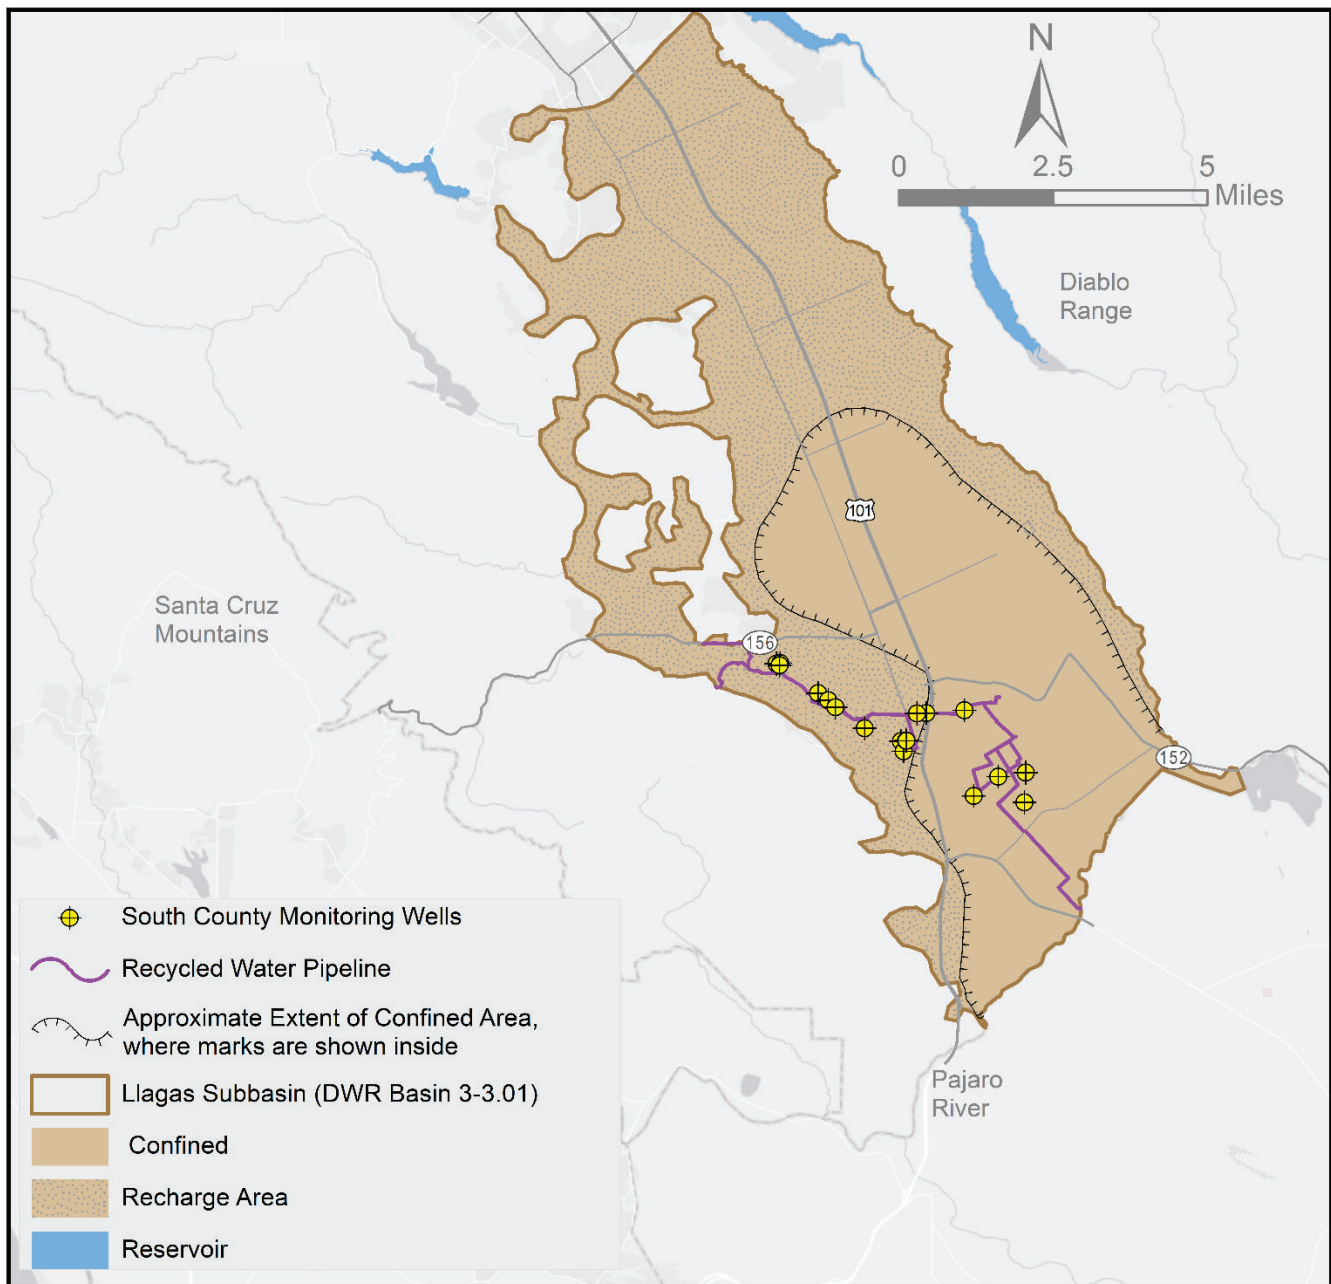 N
0 2.5 5
Miles
Diablo
Range
101
Santa Cruz
Mountains
156
152
South County Monitoring Wells
Recycled Water Pipeline
Approximate Extent of Confined Area,
where marks are shown inside
Llagas Subbasin (DWR Basin 3-3.01)
Confined
Recharge Area
Reservoir
Pajaro
River